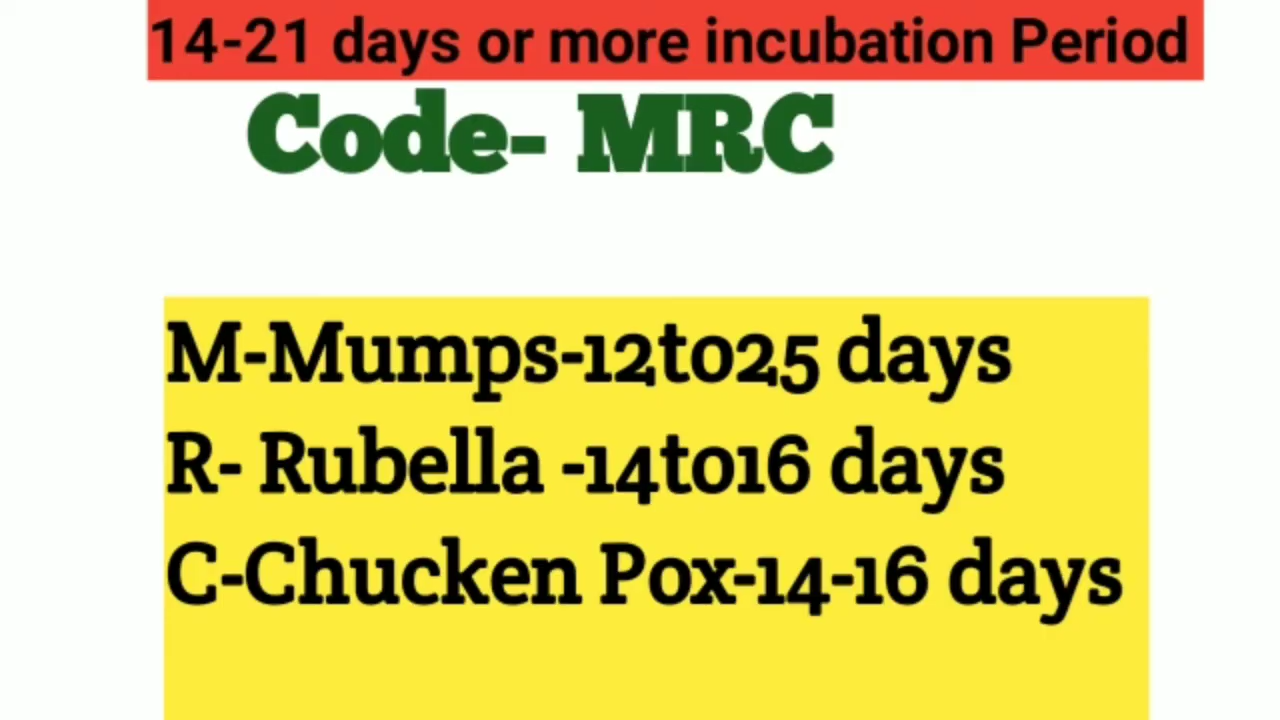 14-21 days or more incubation Period
Code- MRC
M-Mumps-12to25 days
R- Rubella -14to16 days
C-Chucken Pox-14-16 days